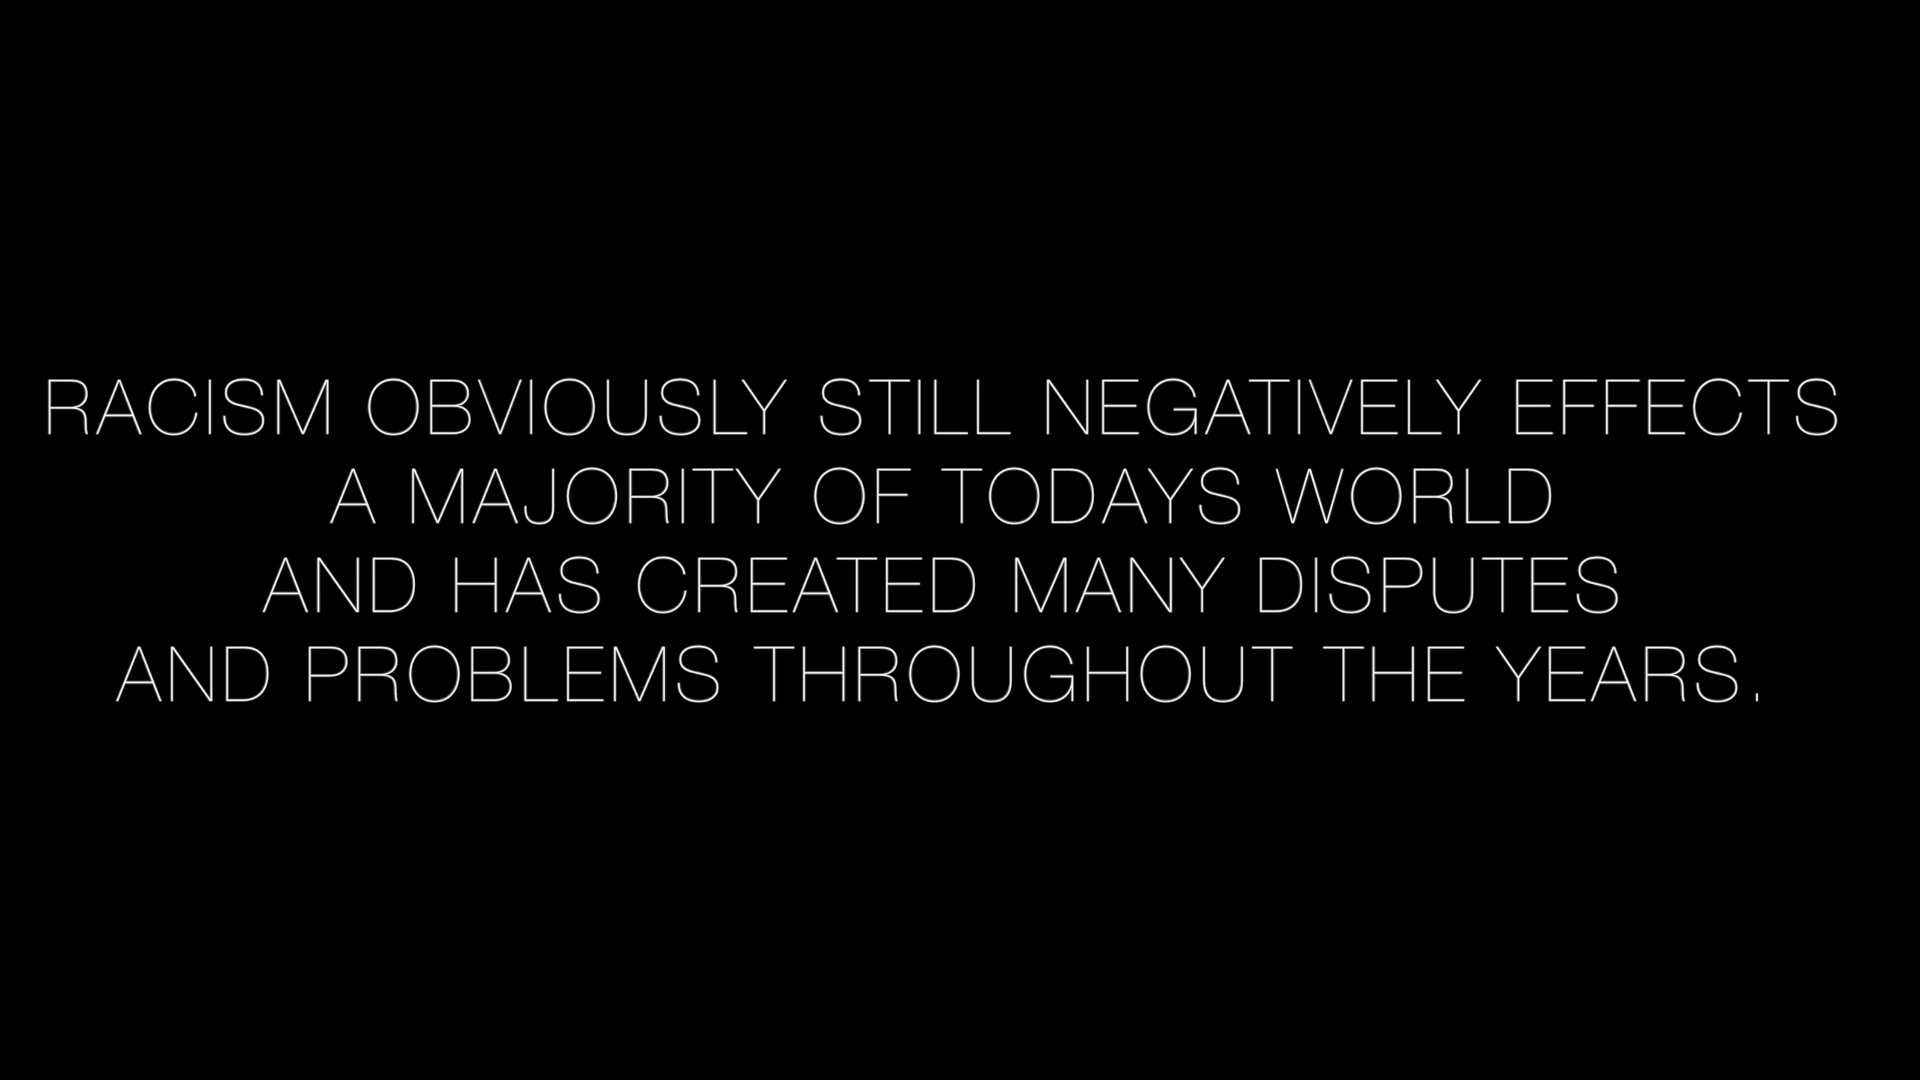 RACISM OBVIOUSLY STILL NEGATIVELY EFFECTS
A MAJORITY OF TODAYS WORLD
AND HAS CREATED MANY DISPUTES
AND PROBLEMS THROUGHOUT THE YEARS.